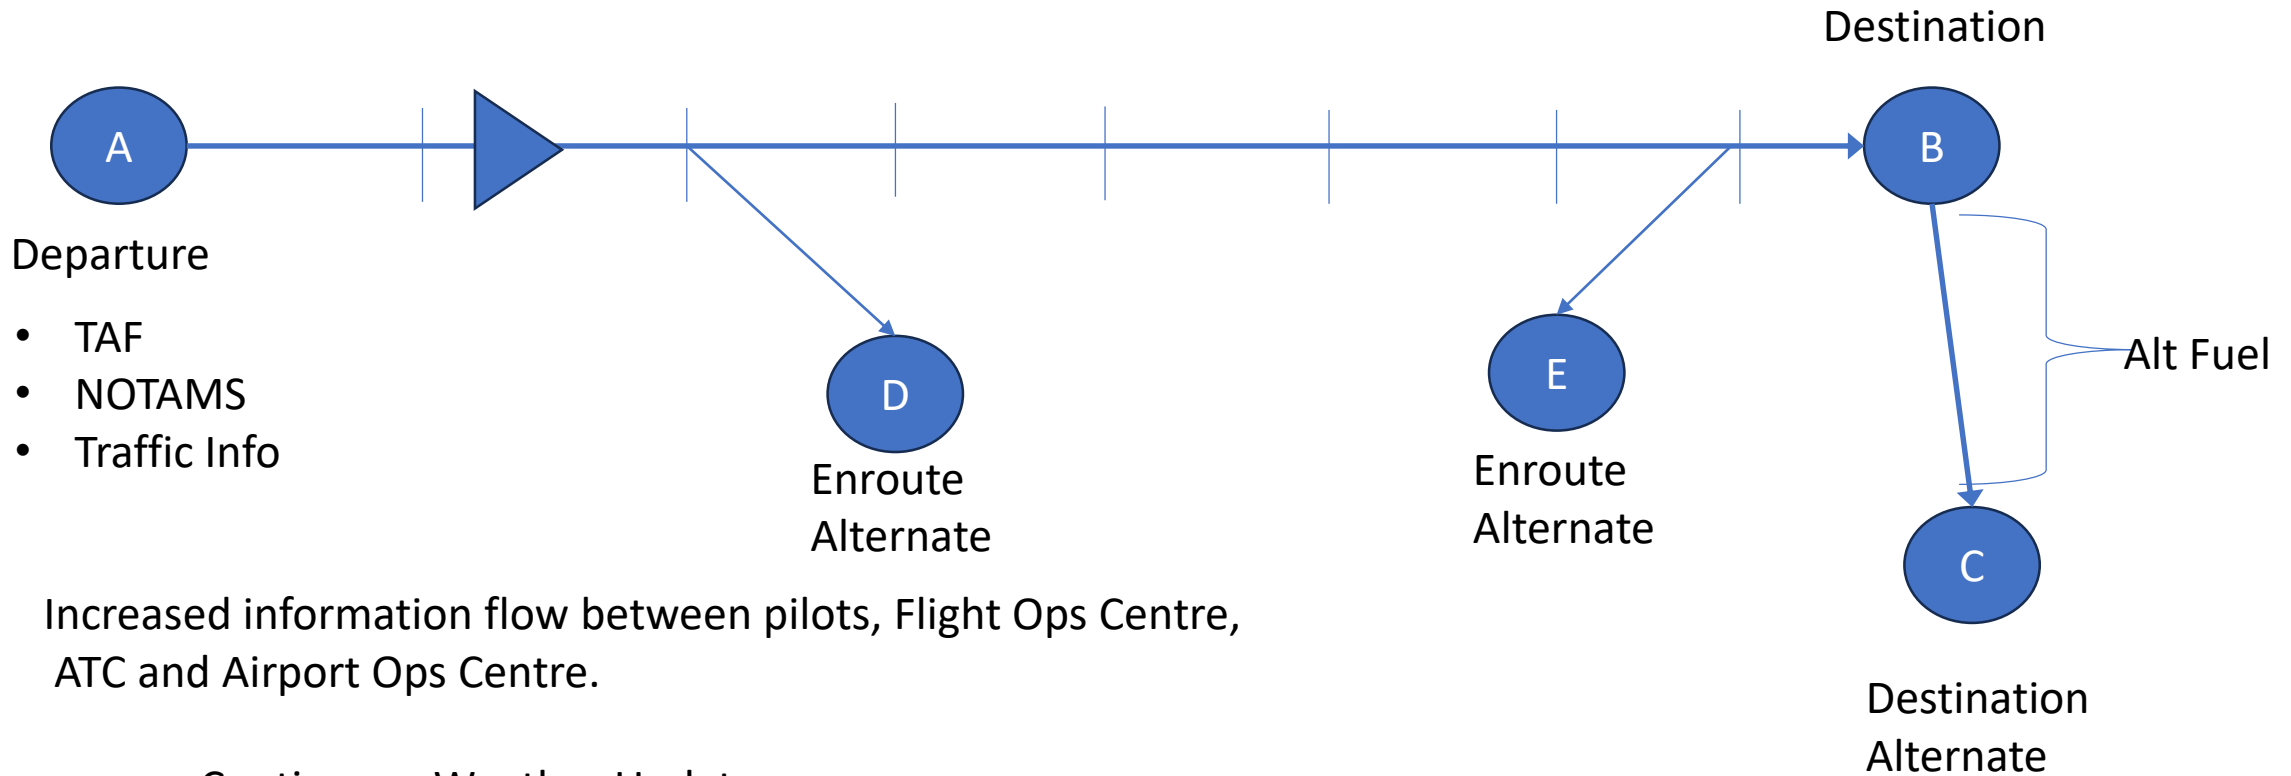 Destination
A
B
Departure
• TAF
• NOTAMS
• Traffic Info
Alt Fuel
D
E
Enroute
Alternate
Enroute
Alternate
C
Increased information flow between pilots, Flight Ops Centre,
ATC and Airport Ops Centre.
Destination
Alternate